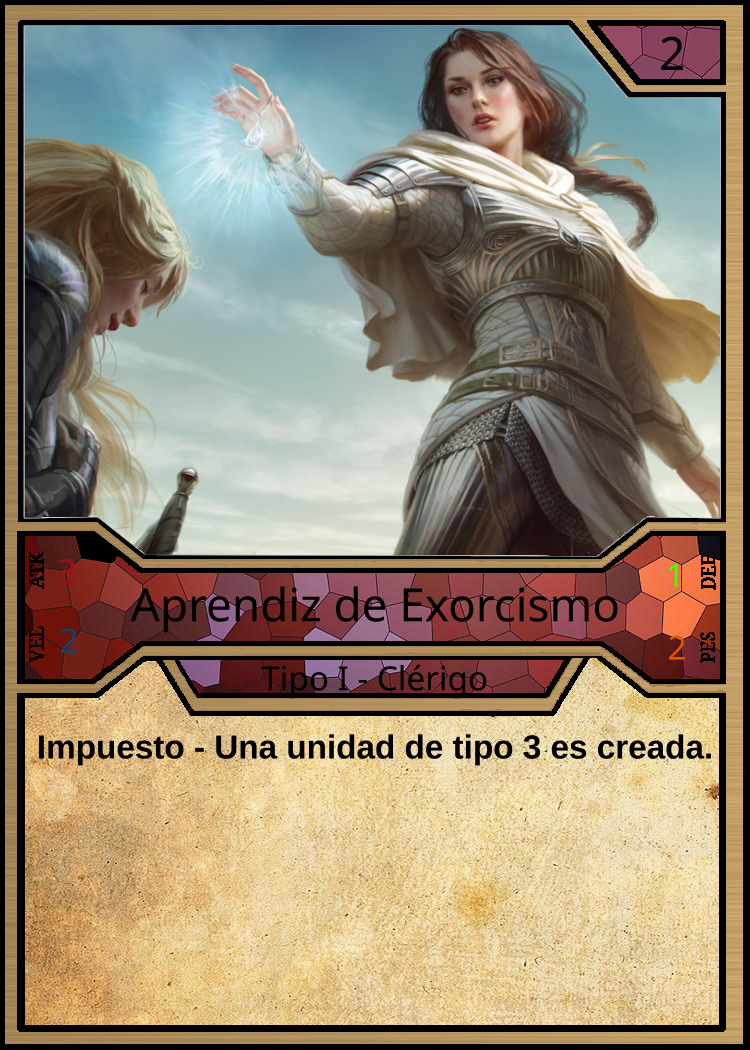 2
ATK 3
1 DEF
Aprendiz de Exorcismo
VEL 2
2 PES
Tipo I - Clérigo
Impuesto - Una unidad de tipo 3 es creada.